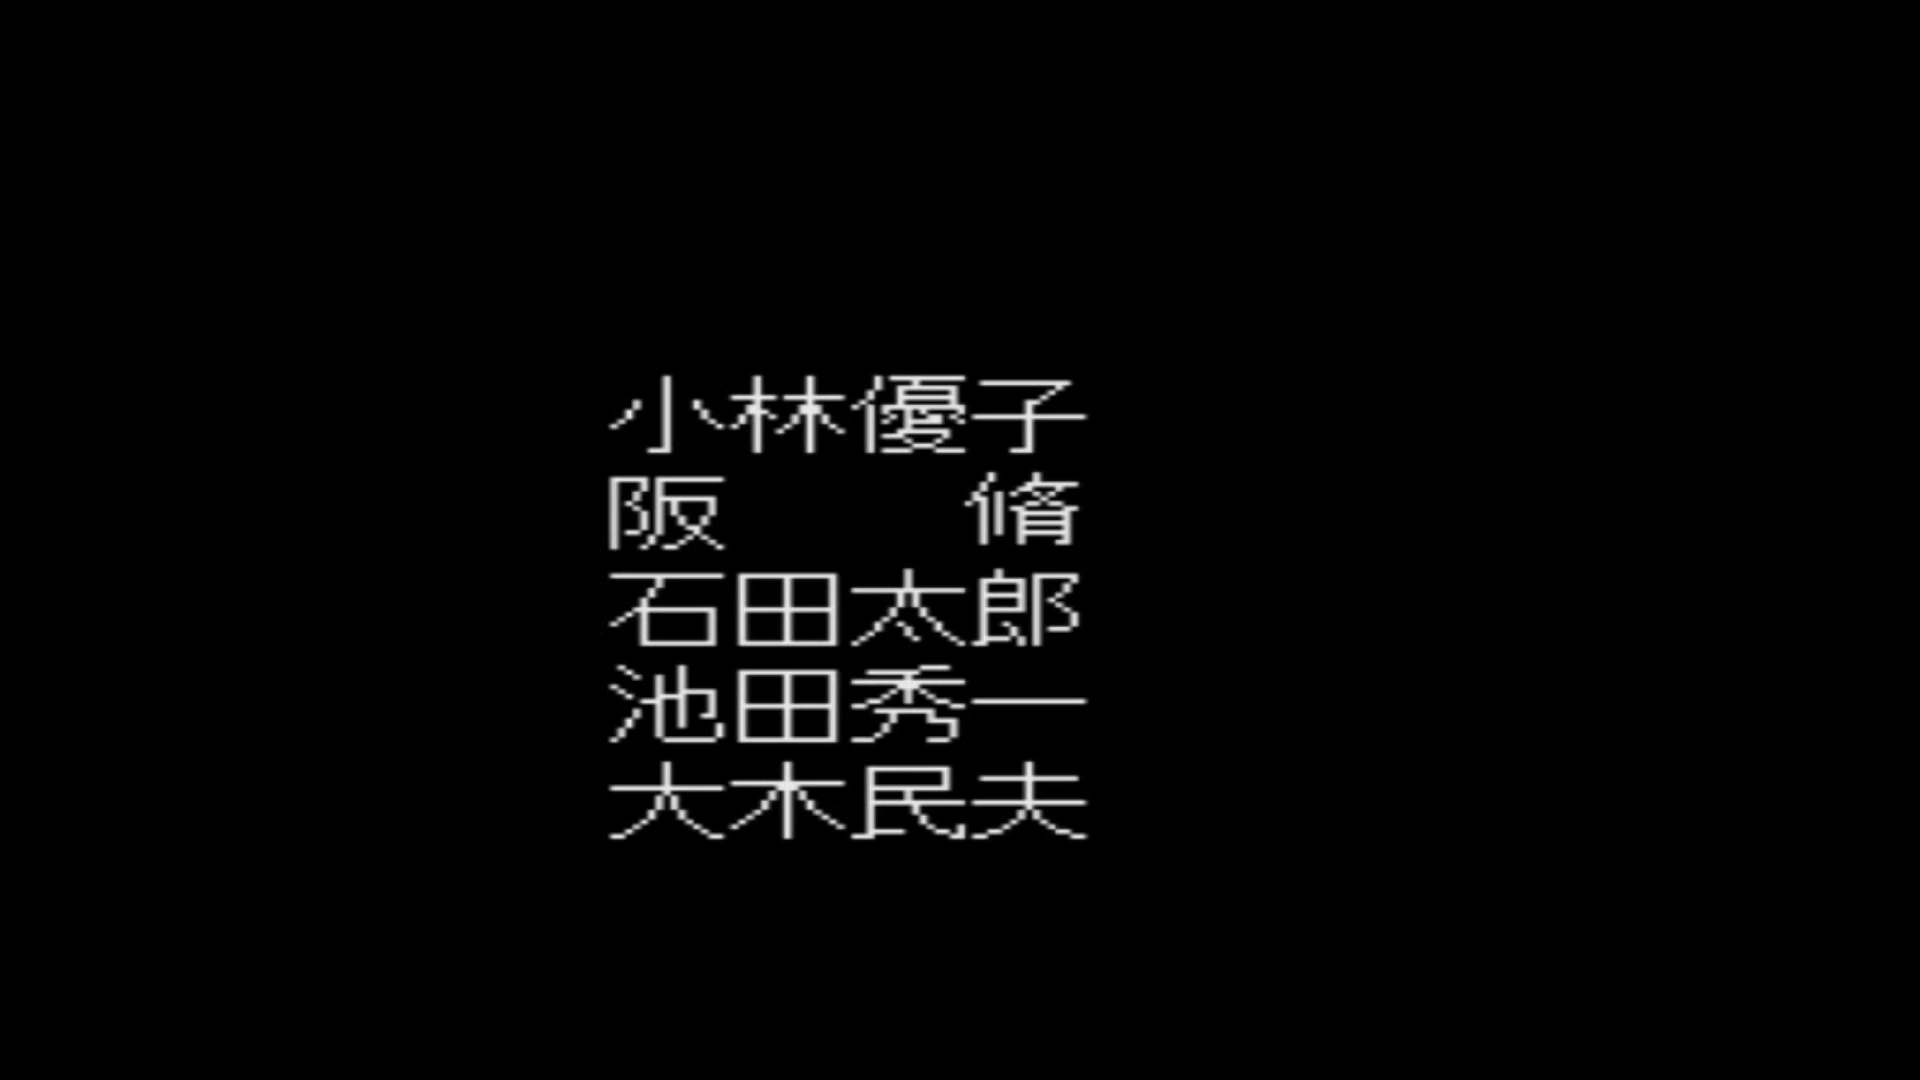 小林優子
阪　　脩
石田太郎
池田秀一
大木民夫